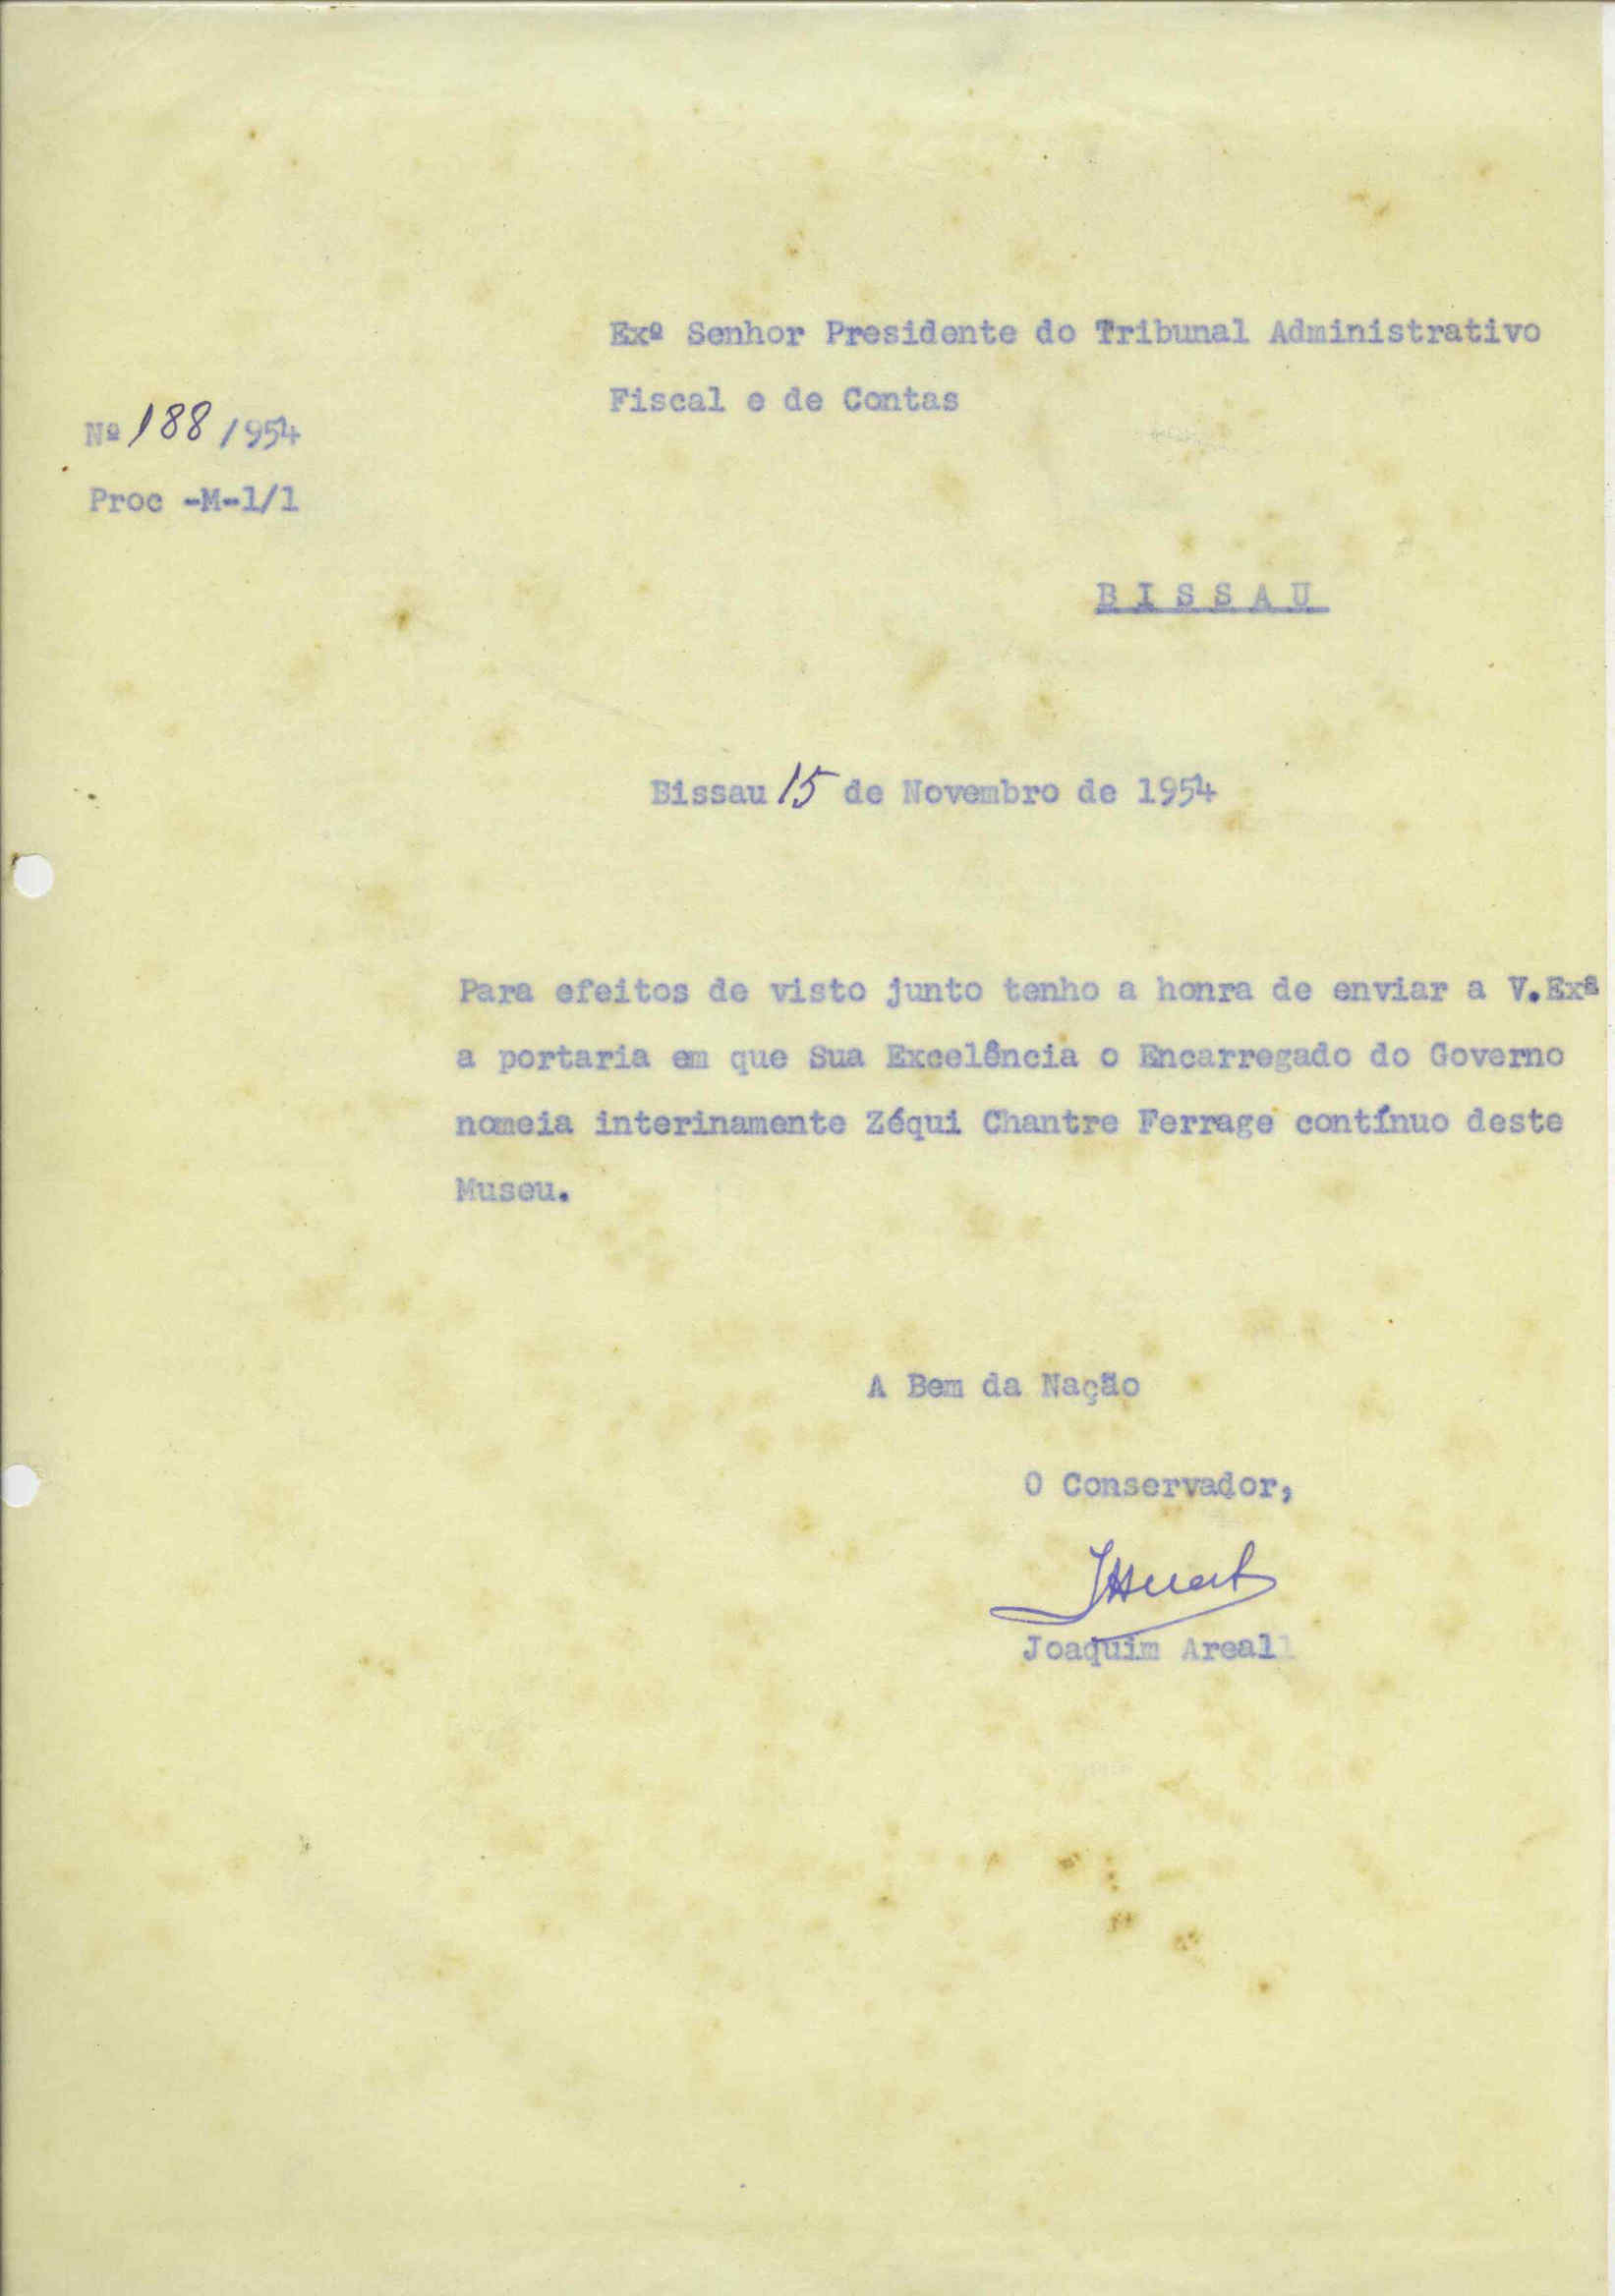 Exº Senhor Presidente do Tribunal Administrativo
Fiscal e de Contas
Nº 188/954
Proc -M-1/1
BISSAU
Bissau 15 de Novembro de 1954
Para efeitos de visto junto tenho a honra de enviar a V.Exª
a portaria em que Sua Excelência o Encarregado do Governo
nomeia interinamente Zéqui Chantre Ferrage contínuo deste
Museu.
A Bem da Nação
O Conservador,
Joaquim Areal